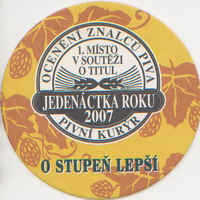 OCENĚNÍ ZNALCŮ PIVA
1. MÍSTO
V SOUTĚŽI
O TITUL
JEDENÁCTKA ROKU
2007
PIVNÍ KURÝR
O STUPEŇ LEPŠÍ